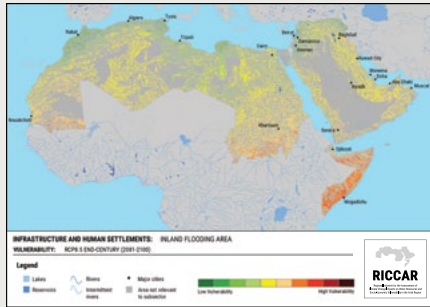 Algiers
Tunis
Rabat
Tripoli
Beirut
Damascus
Baghdad
Amman
Cairo
Kuwait City
Manama
Doha
Riyadh
Abu Dhabi
Muscat
Nouakchott
Khartoum
Sana'a
Djibouti
Mogadishu
INFRASTRUCTURE AND HUMAN SETTLEMENTS: INLAND FLOODING AREA
VULNERABILITY: RCP8.5 END-CENTURY (2081-2100)
Legend
Lakes
Rivers
Major cities
Reservoirs
Intermittent rivers
Area not relevant to subsector
Low Vulnerability
High Vulnerability
RICCAR